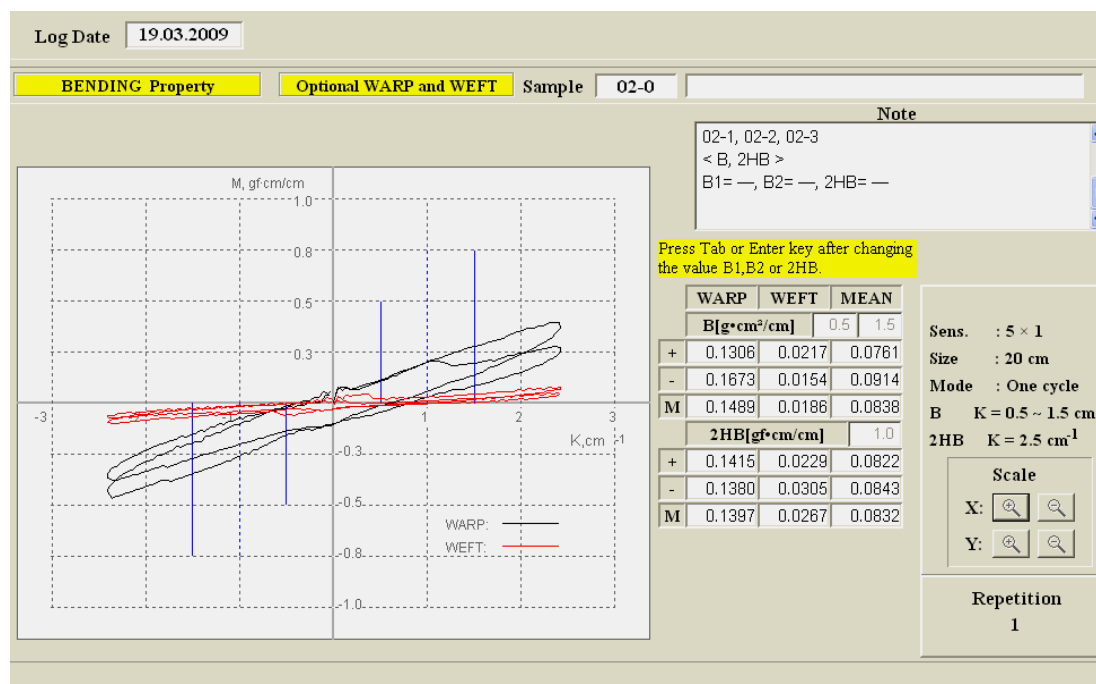 Log Date 19.03.2009
BENDING Property Optional WARP and WEFT Sample 02-0
Note
02-1, 02-2, 02-3
< B, 2HB >
B1= —, B2= —, 2HB= —
M, gf·cm/cm
1.0
0.8
0.5
0.3
-3 -2 -1 1 2 3
K,cm -1
-0.3
-0.5
-0.8
-1.0
WARP:
WEFT:
Press Tab or Enter key after changing
the value B1,B2 or 2HB.
WARP WEFT MEAN
B[g•cm²/cm] 0.5 1.5
+ 0.1306 0.0217 0.0761
- 0.1673 0.0154 0.0914
M 0.1489 0.0186 0.0838
2HB[gf•cm/cm] 1.0
+ 0.1415 0.0229 0.0822
- 0.1380 0.0305 0.0843
M 0.1397 0.0267 0.0832
Sens. : 5 × 1
Size : 20 cm
Mode : One cycle
B K = 0.5 ~ 1.5 cm
2HB K = 2.5 cm-1
Scale
X:
Y:
Repetition
1